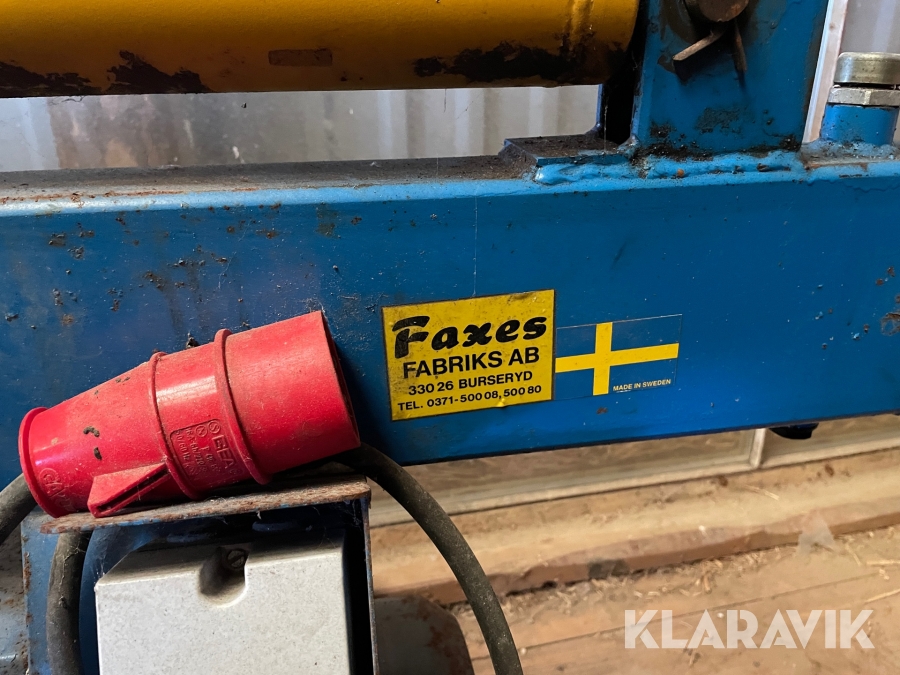 Faxes
FABRIKS AB
330 26 BURSERYD
TEL. 0371-500 08, 500 80
MADE IN SWEDEN
KLARAVIK